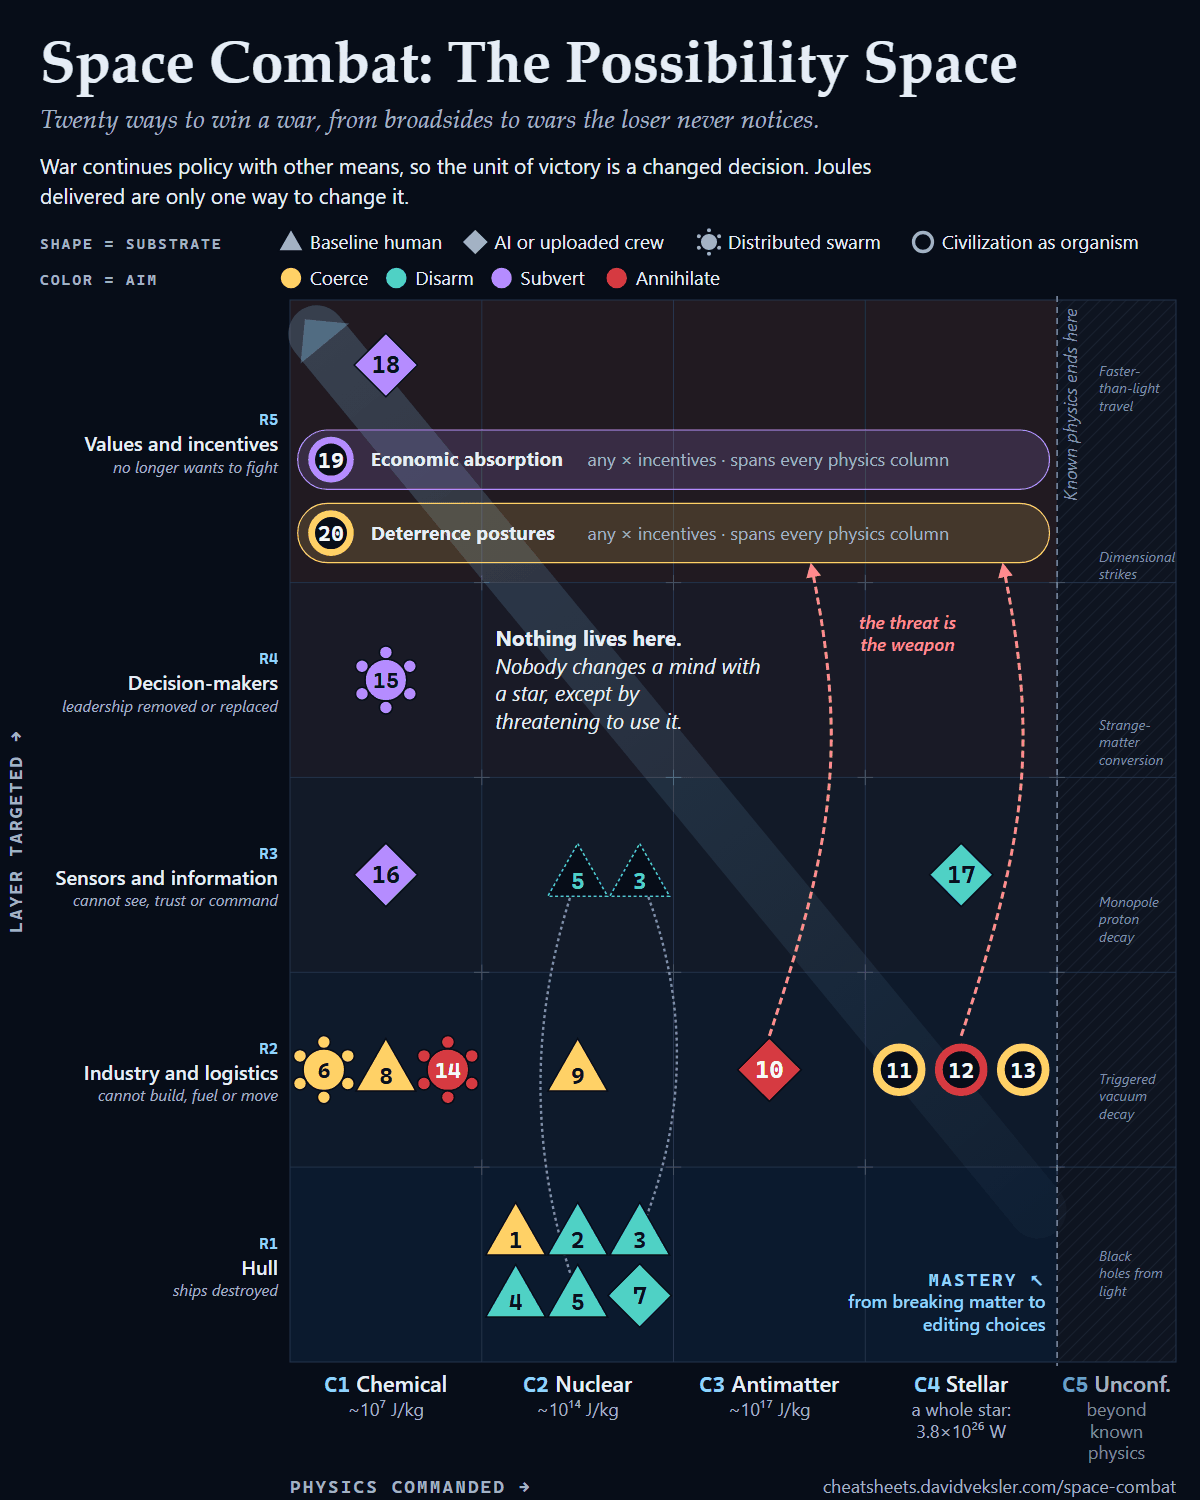 Space Combat: The Possibility Space
Twenty ways to win a war, from broadsides to wars the loser never notices.
War continues policy with other means, so the unit of victory is a changed decision. Joules
delivered are only one way to change it.
SHAPE = SUBSTRATE
Baseline human
AI or uploaded crew
Distributed swarm
Civilization as organism
COLOR = AIM
Coerce
Disarm
Subvert
Annihilate
LAYER TARGETED →
R5
Values and incentives
no longer wants to fight
18
19 Economic absorption any × incentives · spans every physics column
20 Deterrence postures any × incentives · spans every physics column
Known physics ends here
Faster-
than-light
travel
Dimensional
strikes
R4
Decision-makers
leadership removed or replaced
15
Nothing lives here.
Nobody changes a mind with
a star, except by
threatening to use it.
the threat is
the weapon
Strange-
matter
conversion
R3
Sensors and information
cannot see, trust or command
16
5
3
17
Monopole
proton
decay
R2
Industry and logistics
cannot build, fuel or move
6
8
14
9
10
11
12
13
Triggered
vacuum
decay
R1
Hull
ships destroyed
1
2
3
4
5
7
MASTERY ↖
from breaking matter to
editing choices
Black
holes from
light
C1 Chemical
~10⁷ J/kg
C2 Nuclear
~10¹⁴ J/kg
C3 Antimatter
~10¹⁷ J/kg
C4 Stellar
a whole star:
3.8×10²⁶ W
C5 Unconf.
beyond
known
physics
PHYSICS COMMANDED →
cheatsheets.davidveksler.com/space-combat